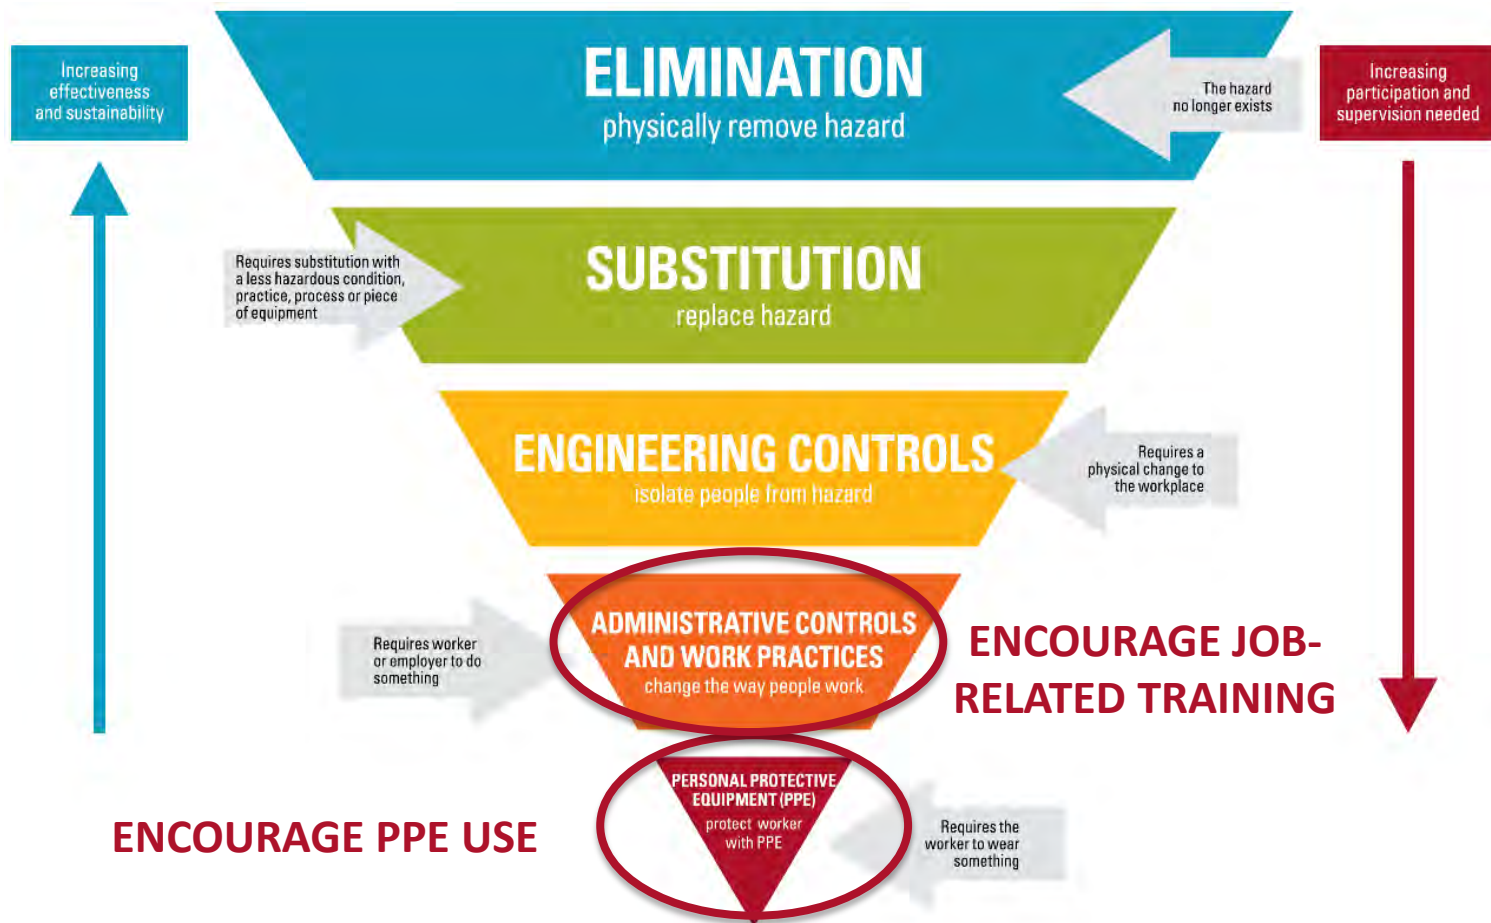 Increasing
effectiveness
and sustainability
ELIMINATION
physically remove hazard
The hazard
no longer exists
Increasing
participation and
supervision needed
Requires substitution with
a less hazardous condition,
practice, process or piece
of equipment
SUBSTITUTION
replace hazard
ENGINEERING CONTROLS
isolate people from hazard
Requires a
physical change to
the workplace
Requires worker
or employer to do
something
ADMINISTRATIVE CONTROLS
AND WORK PRACTICES
change the way people work
ENCOURAGE JOB-
RELATED TRAINING
ENCOURAGE PPE USE
PERSONAL PROTECTIVE
EQUIPMENT (PPE)
protect worker
with PPE
Requires the
worker to wear
something